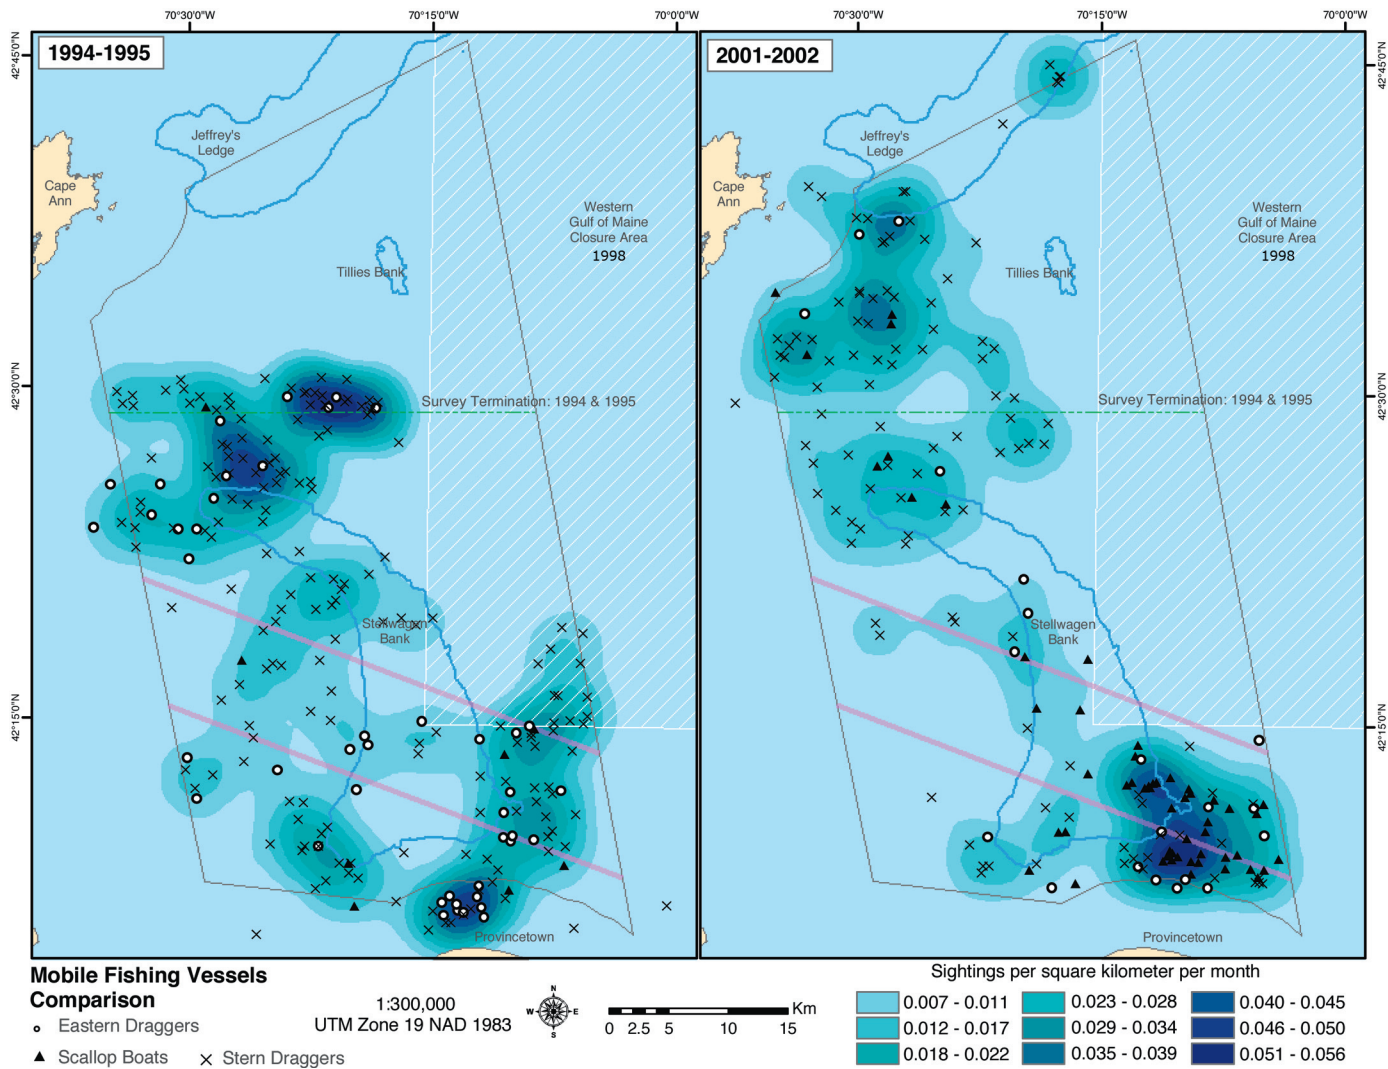 70°30'0"W
70°15'0"W
70°0'0"W
70°30'0"W
70°15'0"W
70°0'0"W
42°45'0"N
42°30'0"N
42°15'0"N
1994-1995
Jeffrey's
Ledge
Cape
Ann
Western
Gulf of Maine
Closure Area
1998
Tillies Bank
Survey Termination: 1994 & 1995
Stellwagen
Bank
Provincetown
2001-2002
Jeffrey's
Ledge
Cape
Ann
Western
Gulf of Maine
Closure Area
1998
Tillies Bank
Survey Termination: 1994 & 1995
Stellwagen
Bank
Provincetown
42°45'0"N
42°30'0"N
42°15'0"N
Mobile Fishing Vessels
Comparison
Eastern Draggers
Scallop Boats
Stern Draggers
1:300,000
UTM Zone 19 NAD 1983
N
W
E
S
Km
0 2.5 5 10 15
Sightings per square kilometer per month
0.007 - 0.011
0.012 - 0.017
0.018 - 0.022
0.023 - 0.028
0.029 - 0.034
0.035 - 0.039
0.040 - 0.045
0.046 - 0.050
0.051 - 0.056